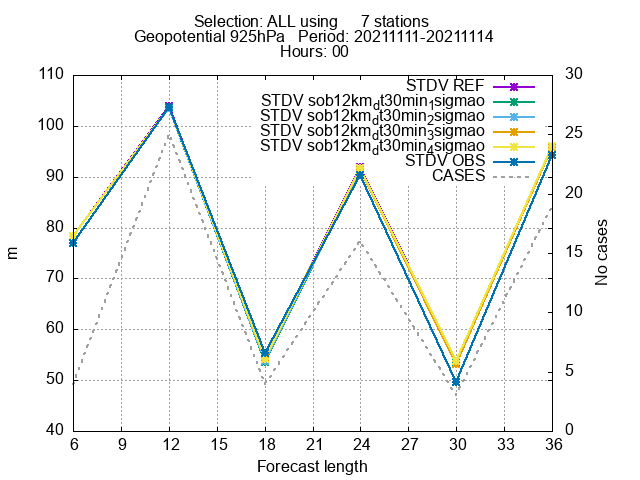 Selection: ALL using     7 stations
Geopotential 925hPa   Period: 20211111-20211114
Hours: 00
110
100
90
80
70
60
50
40
m
30
25
20
15
10
5
0
No cases
STDV REF
STDV sob12km_dt30min_1sigmao
STDV sob12km_dt30min_2sigmao
STDV sob12km_dt30min_3sigmao
STDV sob12km_dt30min_4sigmao
STDV OBS
CASES
6 9 12 15 18 21 24 27 30 33 36
Forecast length